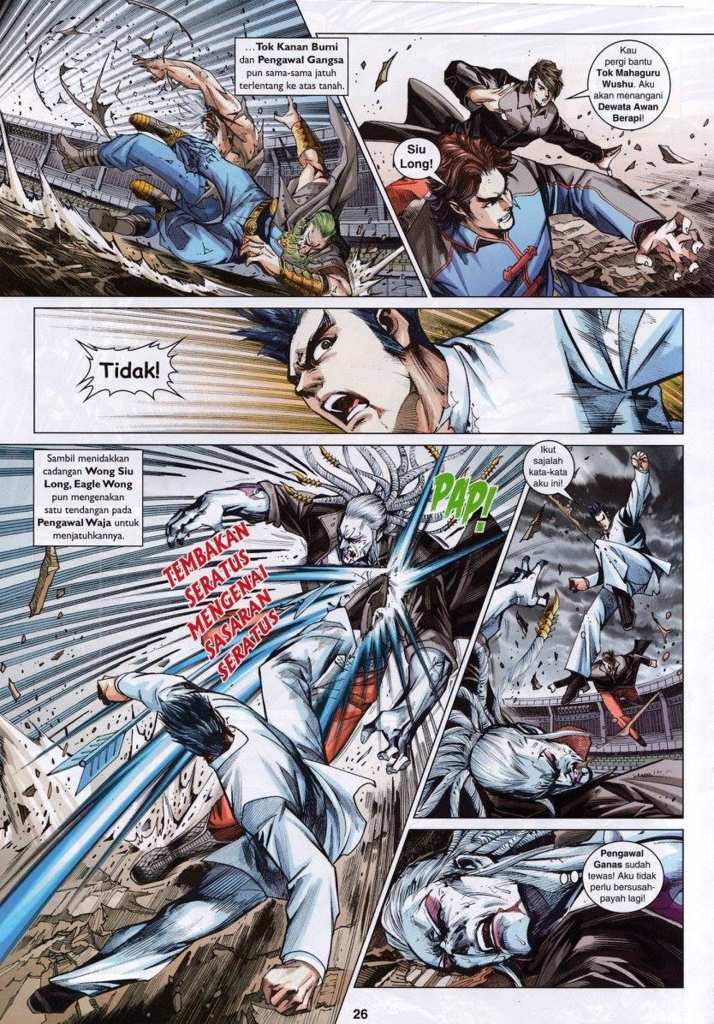 ...Tok Kanan Bumi
dan Pengawal Gangsa
pun sama-sama jatuh
terlentang ke atas tanah.
Kau
pergi bantu
Tok Mahaguru
Wushu. Aku
akan menangani
Dewata Awan
Berapi!
Siu
Long!
Tidak!
Sambil menidakkan
cadangan Wong Siu
Long, Eagle Wong
pun mengenakan
satu tendangan pada
Pengawal Waja untuk
menjatuhkannya.
PAP!
TEMBAKAN
SERATUS
MENGENAI
SASARAN
SERATUS
Ikut
sajalah
kata-kata
aku ini!
Pengawal
Ganas sudah
tewas! Aku tidak
perlu bersusah-
payah lagi!
26